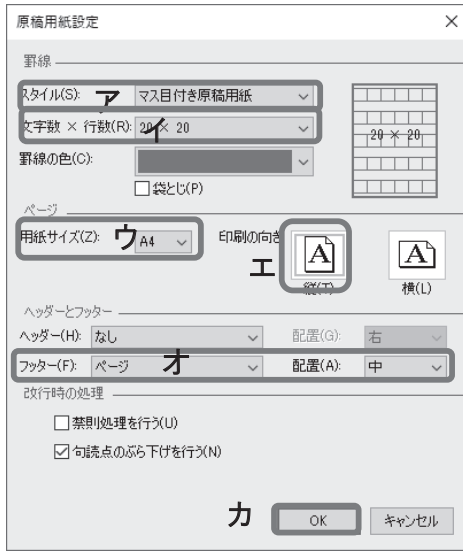 原稿用紙設定
罫線
スタイル(S): ア マス目付き原稿用紙
文字数 × 行数(R): イ 20 × 20
20 × 20
罫線の色(C):
袋とじ(P)
ページ
用紙サイズ(Z): ウ A4 印刷の向き エ A A
縦(T) 横(L)
ヘッダーとフッター
ヘッダー(H): なし 配置(G): 右
フッター(F): ページ オ 配置(A): 中
改行時の処理
禁則処理を行う(U)
句読点のぶら下げを行う(N)
カ OK キャンセル